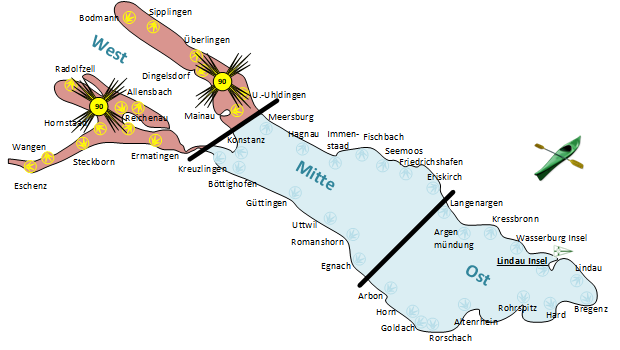 Sipplingen
Bodmann
Überlingen
West
Radolfzell
Dingelsdorf
90
Allensbach
U.-Uhldingen
90
Mainau
Meersburg
Hornstaad
Reichenau
Hagnau
Immen-
staad
Fischbach
Wangen
Ermatingen
Konstanz
Seemoos
Steckborn
Kreuzlingen
Friedrichshafen
Eschenz
Böttighofen
Mitte
Eriskirch
Güttingen
Langenargen
Kressbronn
Uttwil
Argen
mündung
Wasserburg Insel
Romanshorn
Lindau Insel
Egnach
Ost
Lindau
Arbon
Horn
Rohrspitz
Bregenz
Hard
Altenrhein
Goldach
Rorschach